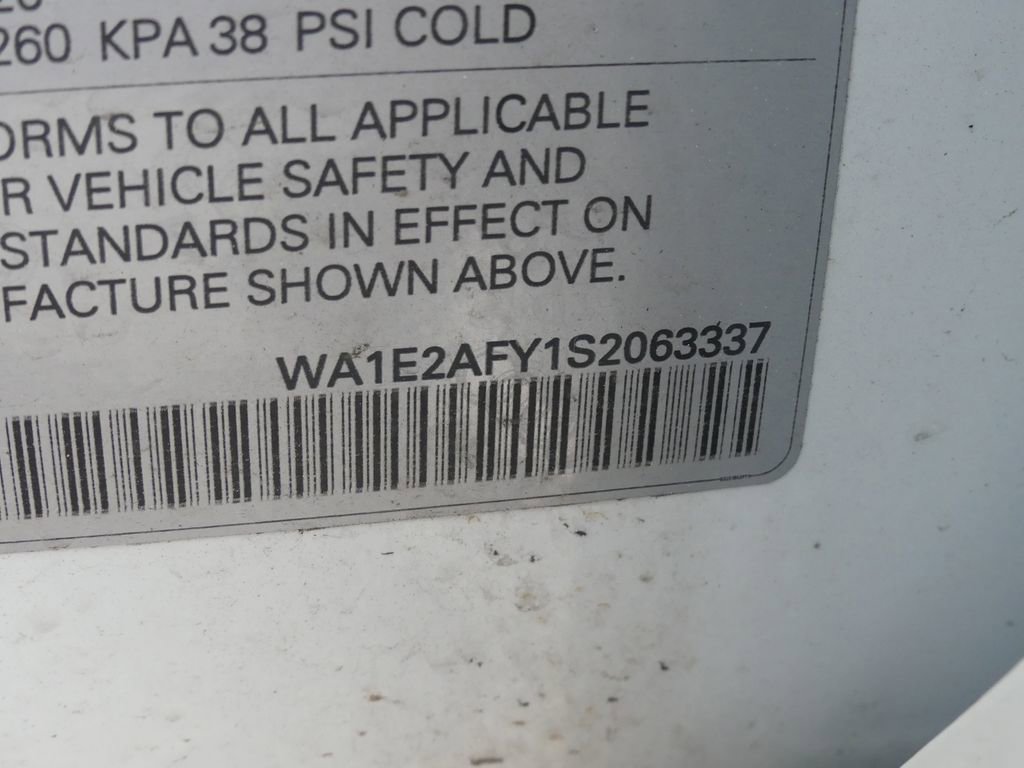 260 KPA 38 PSI COLD
ORMS TO ALL APPLICABLE
R VEHICLE SAFETY AND
STANDARDS IN EFFECT ON
FACTURE SHOWN ABOVE.
WA1E2AFY1S2063337